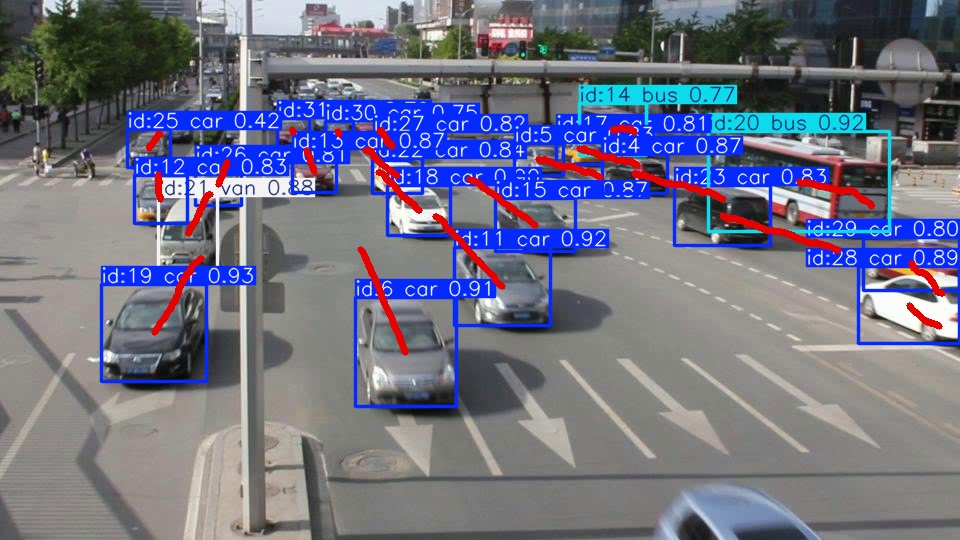 id:14 bus 0.77
id:25 car 0.42
id:31
id:30
0.75
id:27 car 0.82
id:17 car 0.81
id:20 bus 0.92
id:5 car
id:13
0.87
id:4 car 0.87
id:26 car
0.81
id:22
0.84
id:12 car 0.83
id:18 car
id:23 car 0.83
id:21 van 0.88
id:15 car 0.87
id:29 car 0.80
id:11 car 0.92
id:28 car 0.89
id:19 car 0.93
id:6 car 0.91